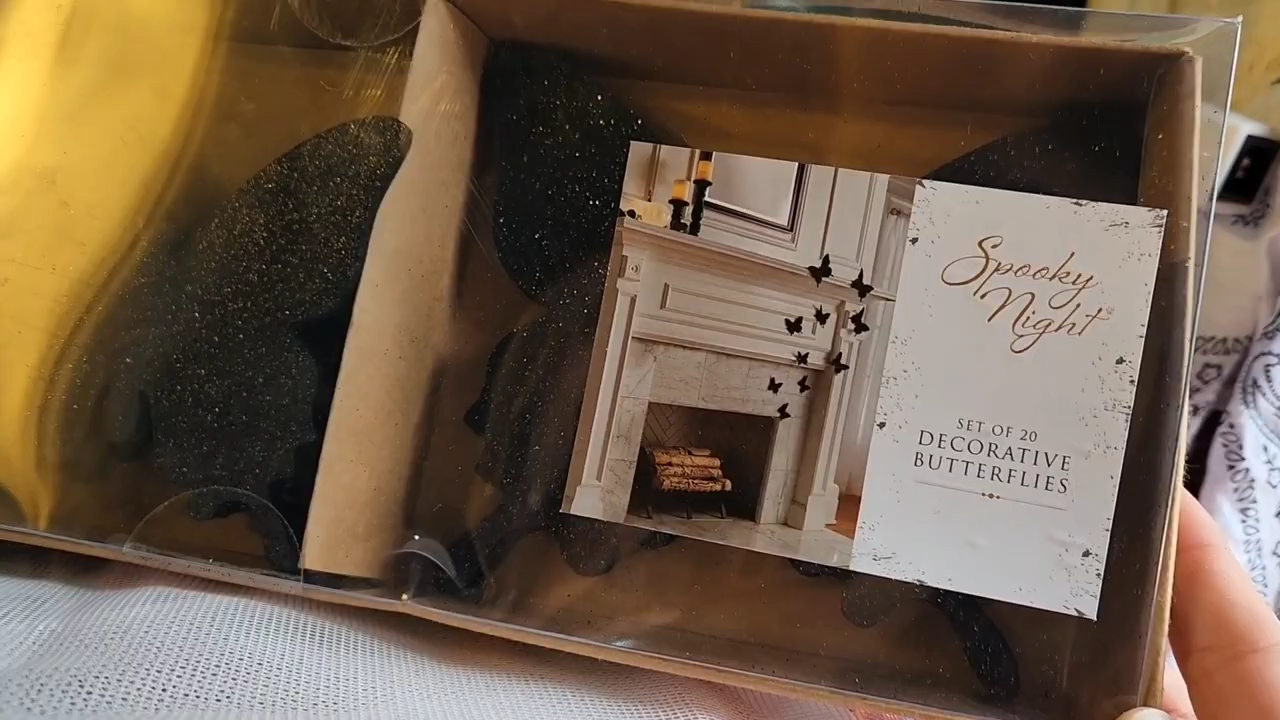 Spooky
Night
SET OF 20
DECORATIVE
BUTTERFLIES